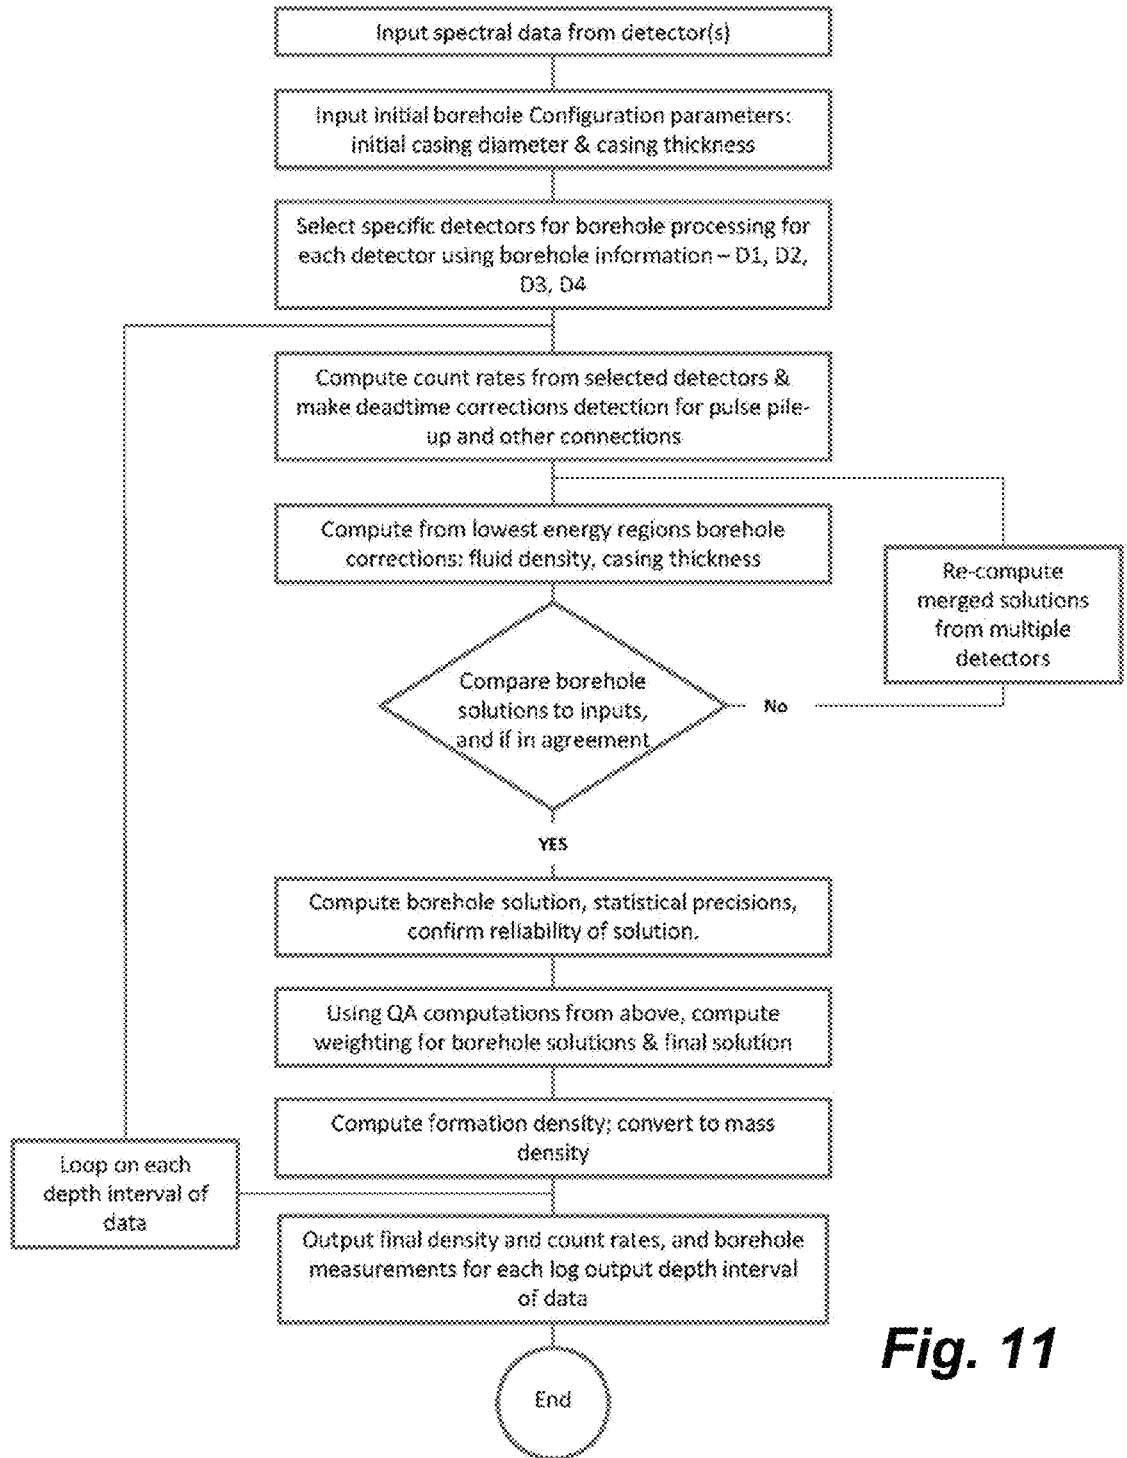 Input spectral data from detector(s)
Input initial borehole Configuration parameters:
initial casing diameter & casing thickness
Select specific detectors for borehole processing for
each detector using borehole information – D1, D2,
D3, D4
Compute count rates from selected detectors &
make deadtime corrections detection for pulse pile-
up and other connections
Compute from lowest energy regions borehole
corrections: fluid density, casing thickness
Re-compute
merged solutions
from multiple
detectors
Compare borehole
solutions to inputs,
and if in agreement
No
YES
Compute borehole solution, statistical precisions,
confirm reliability of solution.
Using QA computations from above, compute
weighting for borehole solutions & final solution
Compute formation density; convert to mass
density
Loop on each
depth interval of
data
Output final density and count rates, and borehole
measurements for each log output depth interval
of data
End
Fig. 11